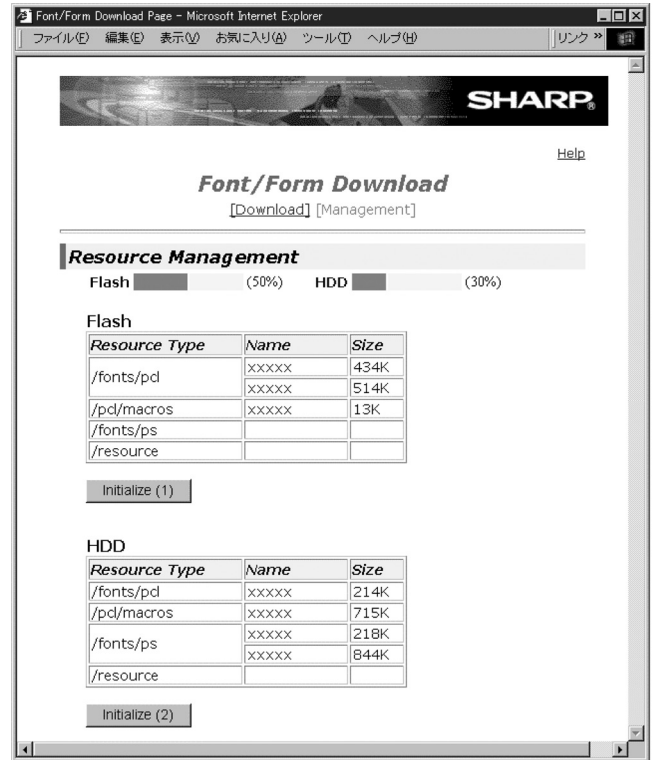 Font/Form Download Page - Microsoft Internet Explorer
ファイル(F) 編集(E) 表示(V) お気に入り(A) ツール(T) ヘルプ(H) リンク »
SHARP®
Help
Font/Form Download
[Download] [Management]
Resource Management
Flash (50%) HDD (30%)
Flash
Resource Type Name Size
/fonts/pcl xxxxx 434K
xxxxx 514K
/pcl/macros xxxxx 13K
/fonts/ps
/resource
Initialize (1)
HDD
Resource Type Name Size
/fonts/pcl xxxxx 214K
/pcl/macros xxxxx 715K
/fonts/ps xxxxx 218K
xxxxx 844K
/resource
Initialize (2)